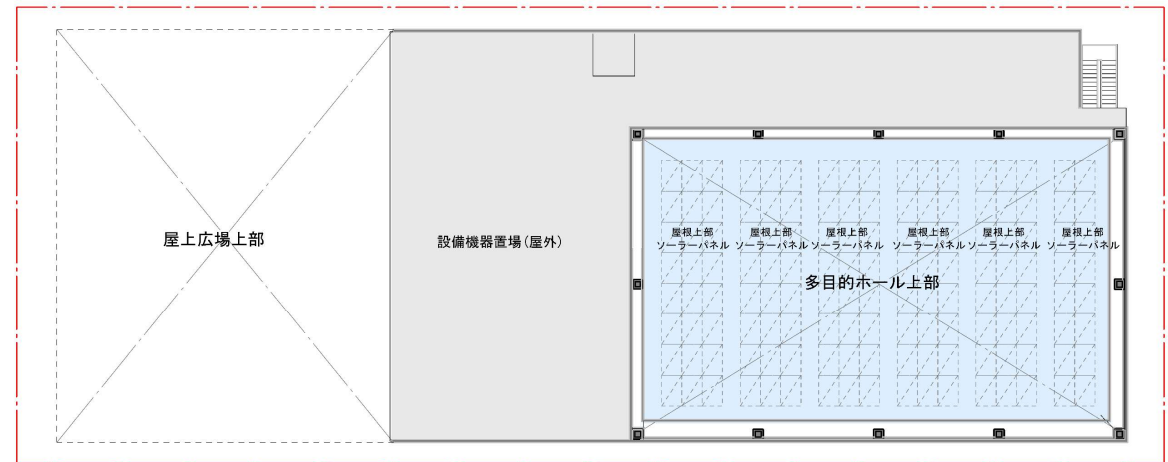 屋上広場上部
設備機器置場(屋外)
屋根上部
ソーラーパネル
屋根上部
ソーラーパネル
屋根上部
ソーラーパネル
屋根上部
ソーラーパネル
屋根上部
ソーラーパネル
屋根上部
ソーラーパネル
多目的ホール上部